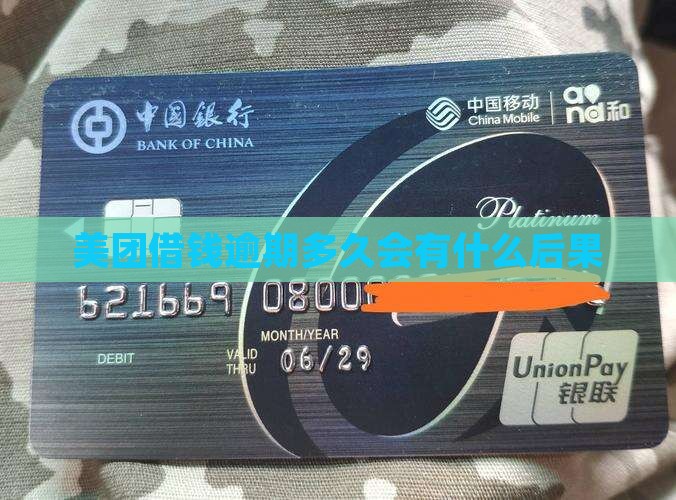 中国银行
BANK OF CHINA
中国移动
China Mobile
and和
Platinum
美团借钱逾期多久会有什么后果
621669 0800
MONTH/YEAR
DEBIT
VALID THRU
06/29
UnionPay
银联